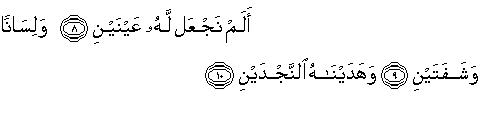 أَلَمْ نَجْعَل لَّهُۥ عَيْنَيْنِ ۝٨ وَلِسَانًا
وَشَفَتَيْنِ ۝٩ وَهَدَيْنَـٰهُ ٱلنَّجْدَيْنِ ۝١٠